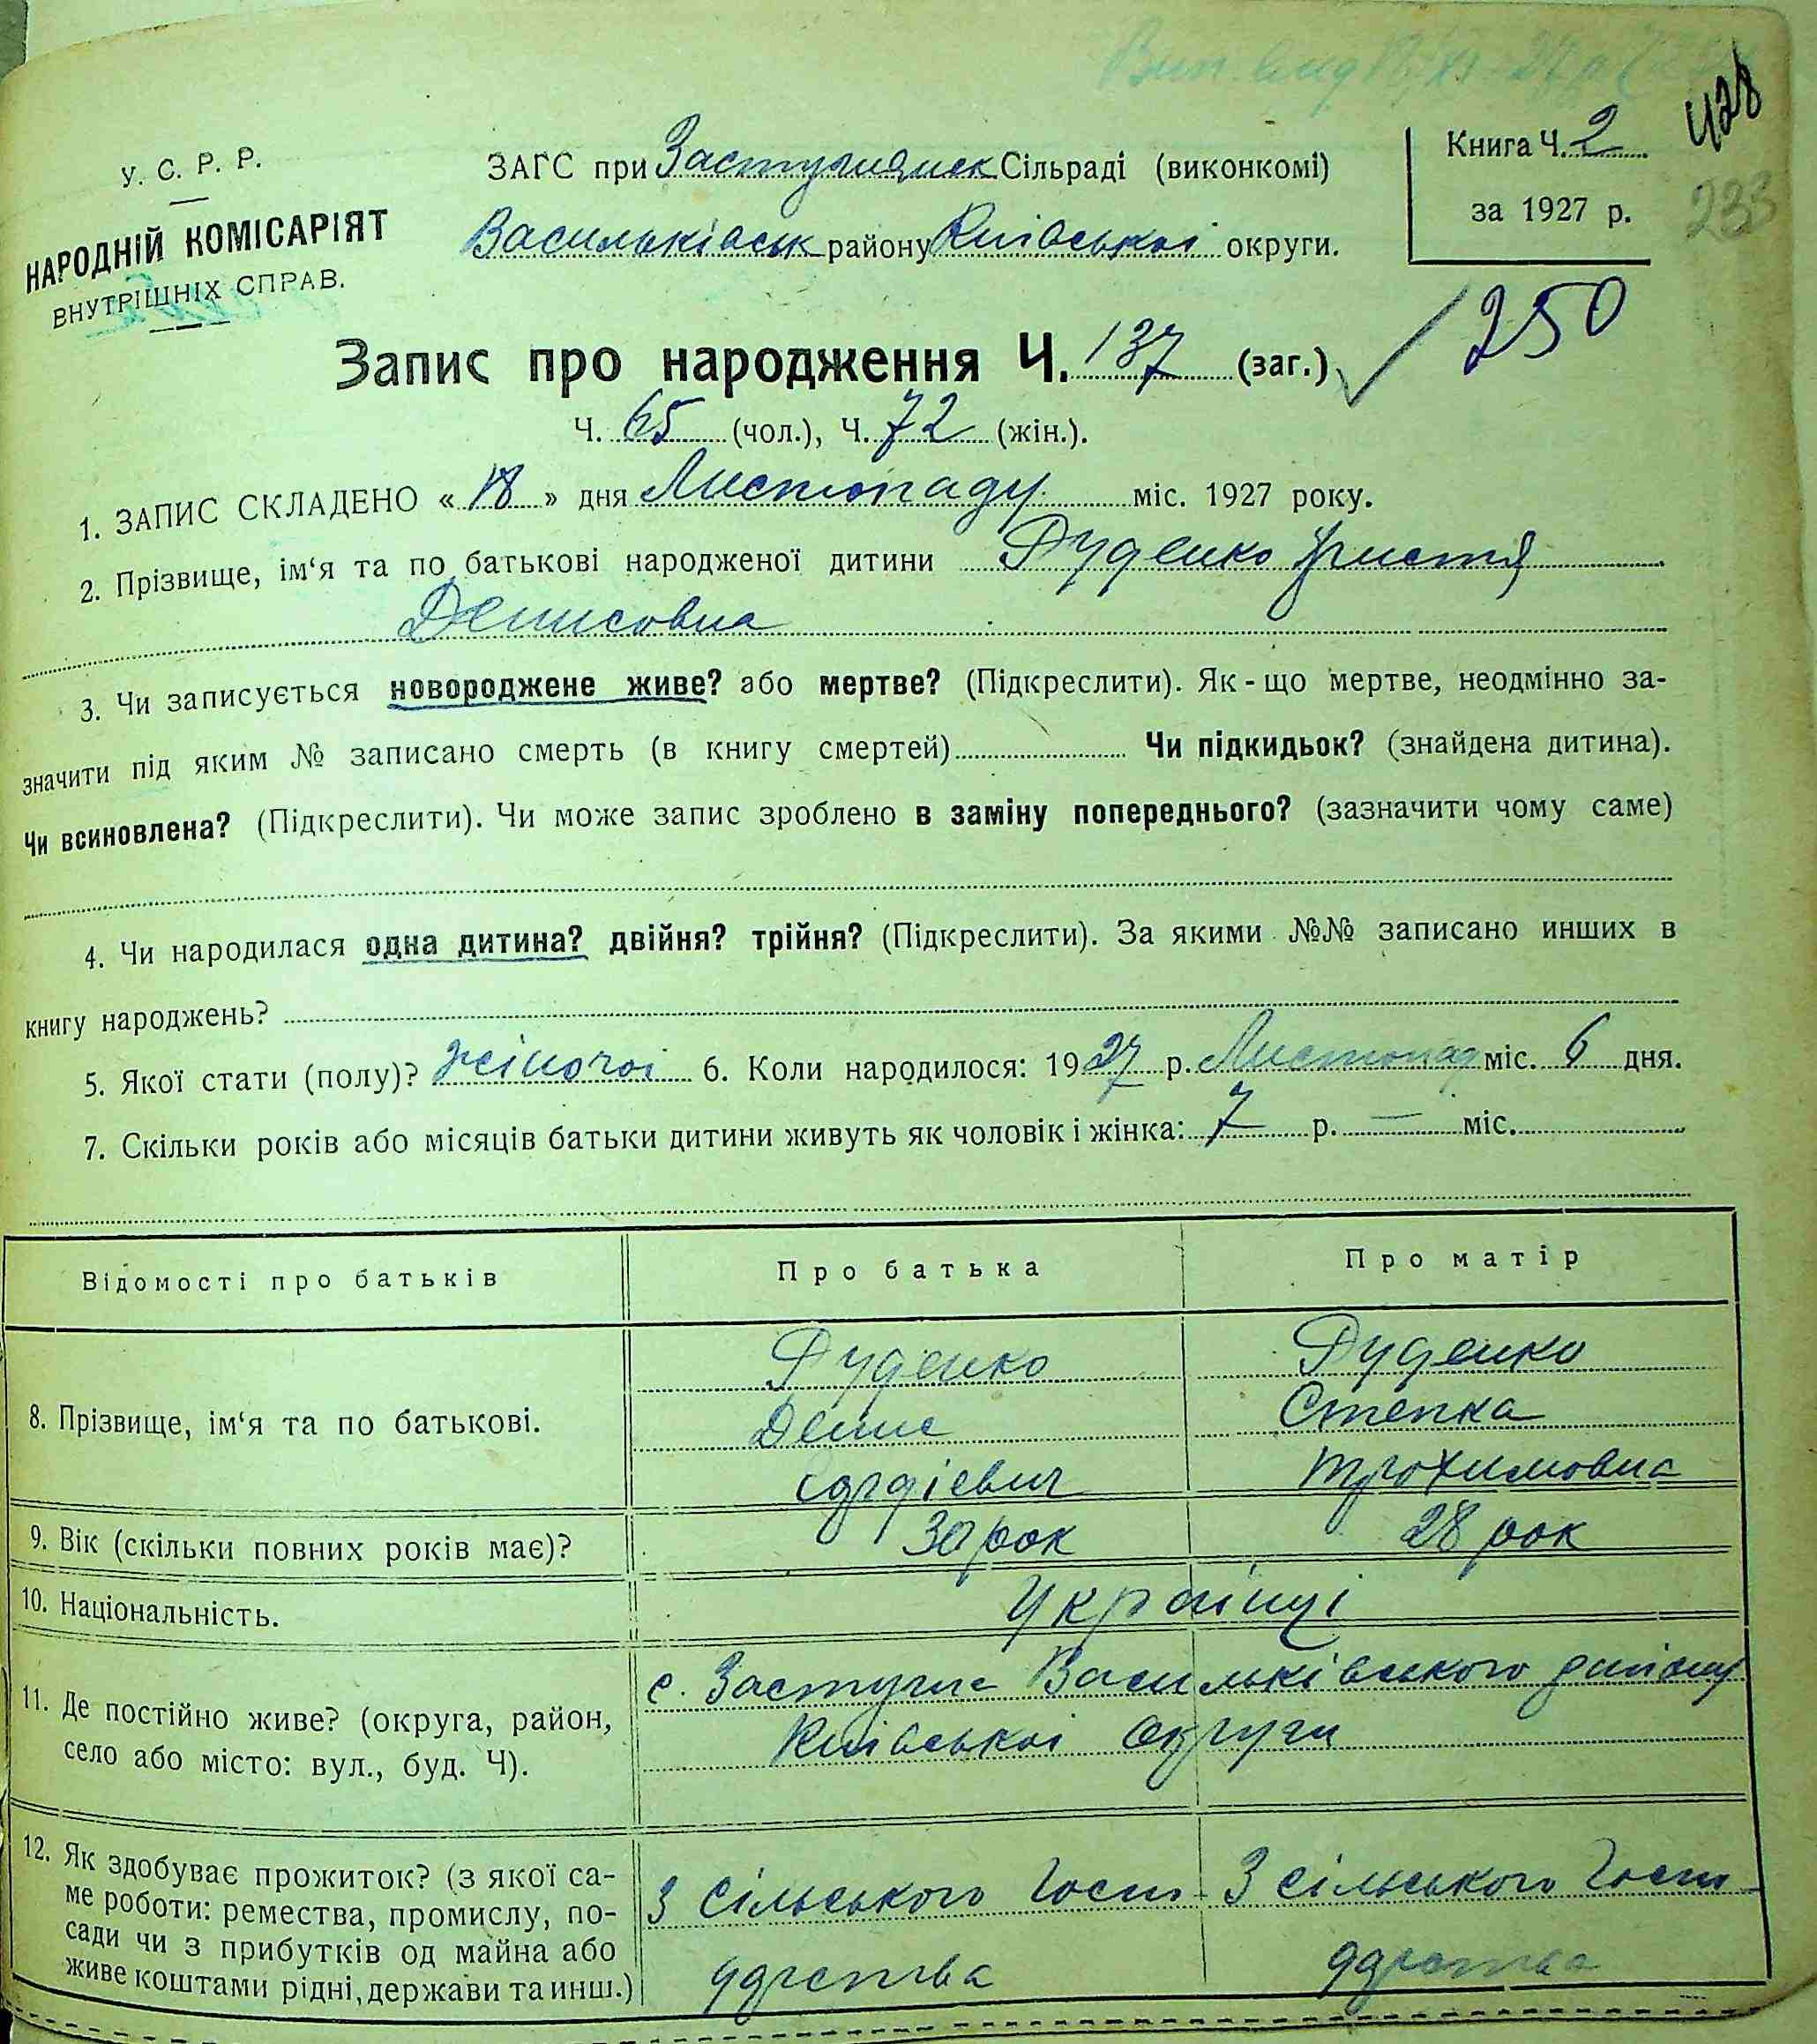 428
У. С. Р. Р.
НАРОДНІЙ КОМІСАРІЯТ
ВНУТРІШНІХ СПРАВ.
ЗАГС при Застугнянск Сільраді (виконкомі)
Васильківськ району Київської округи.
Книга Ч. 2
за 1927 р.
233
250
Запис про народження Ч. 137 (заг.)
Ч. 65 (чол.), Ч. 72 (жін.).
1. ЗАПИС СКЛАДЕНО « 18 » дня Листопаду міс. 1927 року.
2. Прізвище, ім‘я та по батькові народженої дитини Руденко Христя
Денисовна
3. Чи записується новороджене живе? або мертве? (Підкреслити). Як-що мертве, неодмінно за-
значити під яким № записано смерть (в книгу смертей) Чи підкидьок? (знайдена дитина).
Чи всиновлена? (Підкреслити). Чи може запис зроблено в заміну попереднього? (зазначити чому саме)
4. Чи народилася одна дитина? двійня? трійня? (Підкреслити). За якими №№ записано инших в
книгу народжень?
5. Якої стати (полу)? жіночої 6. Коли народилося: 1927 р. Листопад міс. 6 дня.
7. Скільки років або місяців батьки дитини живуть як чоловік і жінка: 7 р. — міс.
Відомості про батьків Про батька Про матір
8. Прізвище, ім‘я та по батькові.
Руденко Руденко
Денис Степка
Трохимовна
9. Вік (скільки повних років має)? 30 рок 28 рок
10. Національність. Українці
11. Де постійно живе? (округа, район,
село або місто: вул., буд. Ч).
с. Застугна Васильківського району
Київської округи
12. Як здобуває прожиток? (з якої са-
ме роботи: ремества, промислу, по-
сади чи з прибутків од майна або
живе коштами рідні, держави та инш.)
З сільського госп З сільського госп